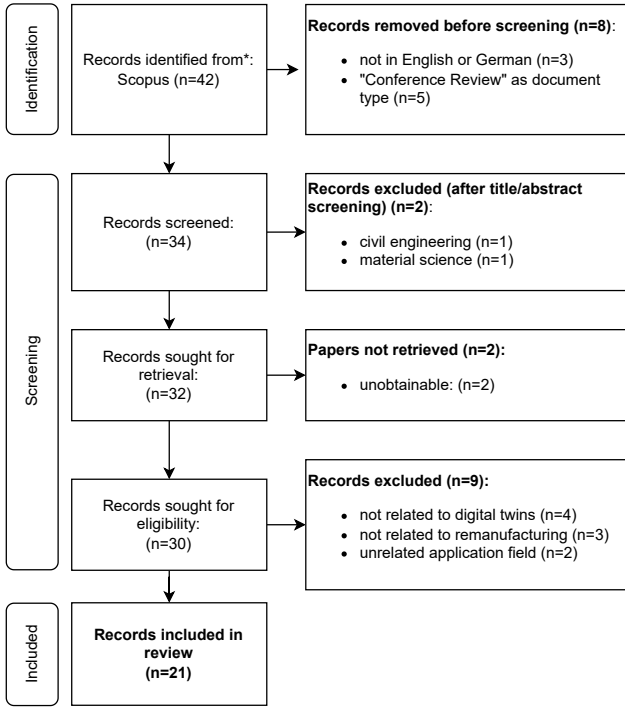 Identification
Records identified from*:
Scopus (n=42)
Records removed before screening (n=8):
• not in English or German (n=3)
• "Conference Review" as document
type (n=5)
Screening
Records screened:
(n=34)
Records excluded (after title/abstract
screening) (n=2):
• civil engineering (n=1)
• material science (n=1)
Records sought for
retrieval:
(n=32)
Papers not retrieved (n=2):
• unobtainable: (n=2)
Records sought for
eligibility:
(n=30)
Records excluded (n=9):
• not related to digital twins (n=4)
• not related to remanufacturing (n=3)
• unrelated application field (n=2)
Included
Records included in
review
(n=21)